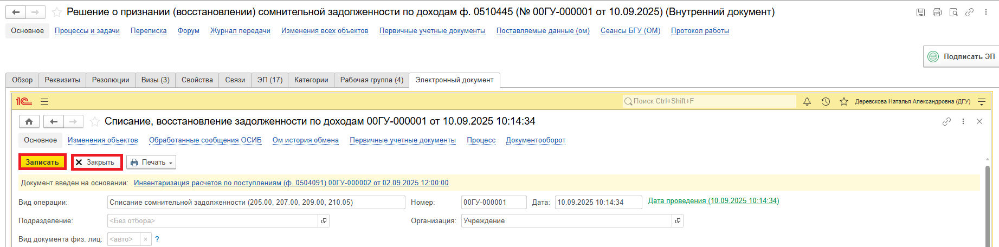 Решение о признании (восстановлении) сомнительной задолженности по доходам ф. 0510445 (№ 00ГУ-000001 от 10.09.2025) (Внутренний документ)
Основное Процессы и задачи Переписка Форум Журнал передачи Изменения всех объектов Первичные учетные документы Поставляемые данные (ом) Сеансы БГУ (ОМ) Протокол работы
Подписать ЭП
Обзор Реквизиты Резолюции Визы (3) Свойства Связи ЭП (17) Категории Рабочая группа (4) Электронный документ
1С Поиск Ctrl+Shift+F Деревскова Наталья Александровна (ДГУ)
Списание, восстановление задолженности по доходам 00ГУ-000001 от 10.09.2025 10:14:34
Основное Изменения объектов Обработанные сообщения ОСИБ Ом история обмена Первичные учетные документы Процесс Документооборот
Записать Закрыть Печать
Документ введен на основании: Инвентаризация расчетов по поступлениям (ф. 0504091) 00ГУ-000002 от 02.09.2025 12:00:00
Вид операции: Списание сомнительной задолженности (205.00, 207.00, 209.00, 210.05) Номер: 00ГУ-000001 Дата: 10.09.2025 10:14:34 Дата проведения (10.09.2025 10:14:34)
Подразделение: <Без отбора> Организация: Учреждение
Вид документа физ. лиц: <авто> × ?